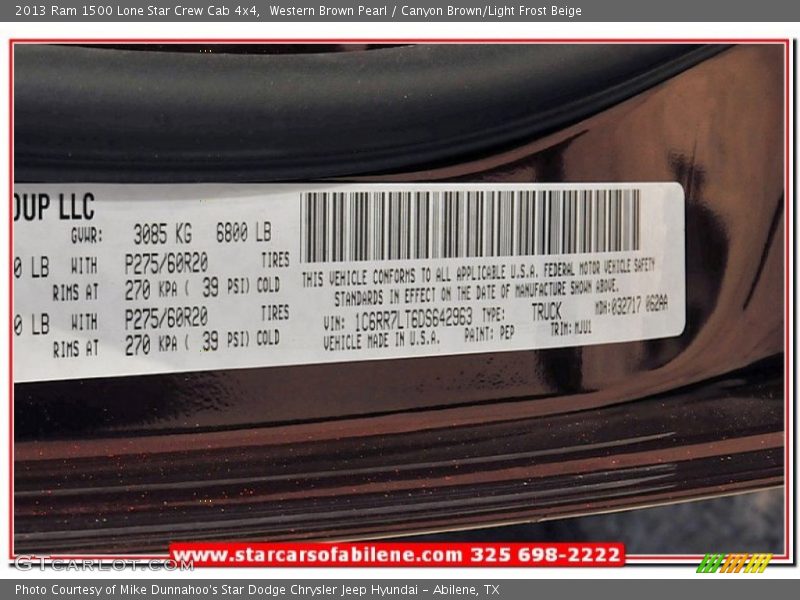 2013 Ram 1500 Lone Star Crew Cab 4x4,  Western Brown Pearl / Canyon Brown/Light Frost Beige
OUP LLC
GVWR: 3085 KG 6800 LB
0 LB WITH P275/60R20 TIRES
RIMS AT 270 KPA ( 39 PSI) COLD
0 LB WITH P275/60R20 TIRES
RIMS AT 270 KPA ( 39 PSI) COLD
THIS VEHICLE CONFORMS TO ALL APPLICABLE U.S.A. FEDERAL MOTOR VEHICLE SAFETY
STANDARDS IN EFFECT ON THE DATE OF MANUFACTURE SHOWN ABOVE.
VIN: 1C6RR7LT6DS642963 TYPE: TRUCK MDH:032717 062AA
VEHICLE MADE IN U.S.A. PAINT: PEP TRIM: MJU1
www.starcarsofabilene.com 325 698-2222
GTCARLOT.COM
Photo Courtesy of Mike Dunnahoo's Star Dodge Chrysler Jeep Hyundai – Abilene, TX